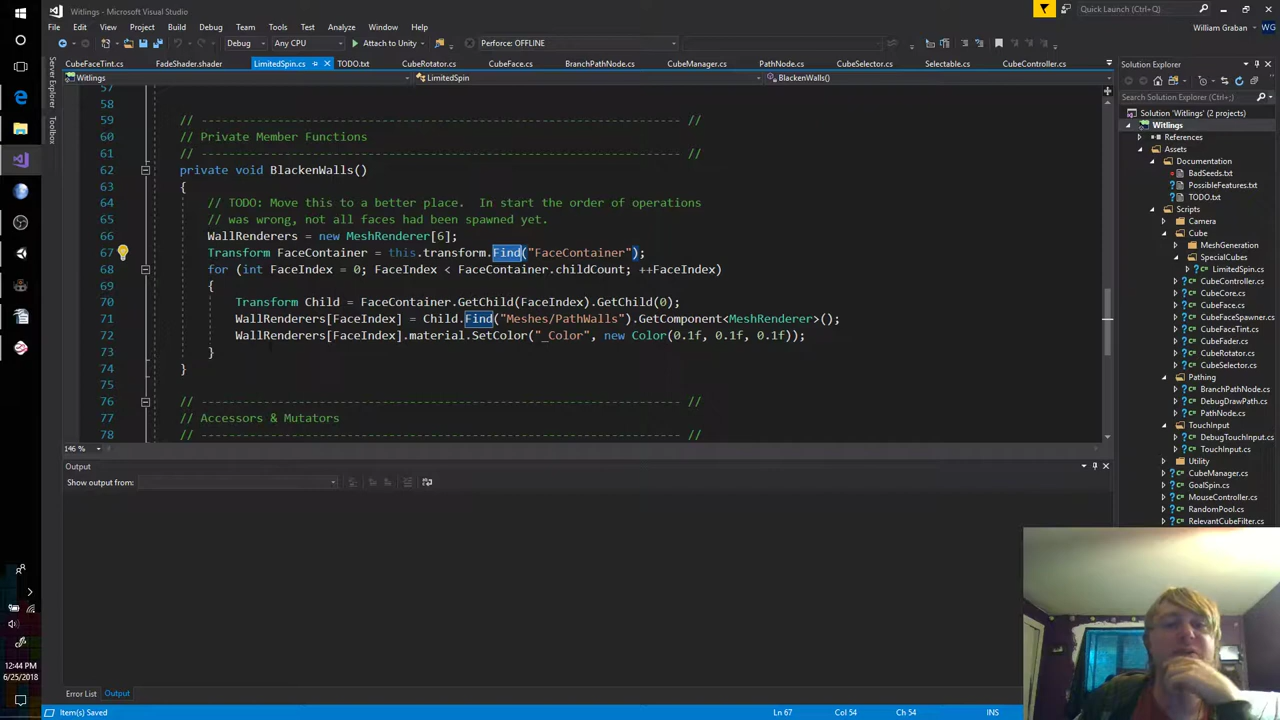 Witlings - Microsoft Visual Studio
Quick Launch (Ctrl+Q)
File Edit View Project Build Debug Team Tools Test Analyze Window Help
William Graban WG
Debug Any CPU Attach to Unity Perforce: OFFLINE
CubeFaceTint.cs FadeShader.shader LimitedSpin.cs TODO.txt CubeRotator.cs CubeFace.cs BranchPathNode.cs CubeManager.cs PathNode.cs CubeSelector.cs Selectable.cs CubeController.cs
Solution Explorer
Witlings LimitedSpin BlackenWalls()
Server Explorer
Toolbox
57
58
59 // -------------------------------------------------------------------- //
60 // Private Member Functions
61 // -------------------------------------------------------------------- //
62 private void BlackenWalls()
63 {
64 // TODO: Move this to a better place. In start the order of operations
65 // was wrong, not all faces had been spawned yet.
66 WallRenderers = new MeshRenderer[6];
67 Transform FaceContainer = this.transform.Find("FaceContainer");
68 for (int FaceIndex = 0; FaceIndex < FaceContainer.childCount; ++FaceIndex)
69 {
70 Transform Child = FaceContainer.GetChild(FaceIndex).GetChild(0);
71 WallRenderers[FaceIndex] = Child.Find("Meshes/PathWalls").GetComponent<MeshRenderer>();
72 WallRenderers[FaceIndex].material.SetColor("_Color", new Color(0.1f, 0.1f, 0.1f));
73 }
74 }
75
76 // -------------------------------------------------------------------- //
77 // Accessors & Mutators
78 // -------------------------------------------------------------------- //
146 %
Output
Show output from:
Error List Output
Item(s) Saved Ln 67 Col 54 Ch 54 INS
Search Solution Explorer (Ctrl+;)
Solution 'Witlings' (2 projects)
Witlings
References
Assets
Documentation
BadSeeds.txt
PossibleFeatures.txt
TODO.txt
Scripts
Camera
Cube
MeshGeneration
SpecialCubes
LimitedSpin.cs
CubeController.cs
CubeCore.cs
CubeFace.cs
CubeFaceSpawner.cs
CubeFaceTint.cs
CubeRotator.cs
CubeSelector.cs
Pathing
BranchPathNode.cs
DebugDrawPath.cs
PathNode.cs
TouchInput
DebugTouchInput.cs
TouchInput.cs
Utility
CubeManager.cs
GoalSpin.cs
MouseController.cs
RandomPool.cs
RelevantCubeFilter.cs
12:44 PM
6/25/2018